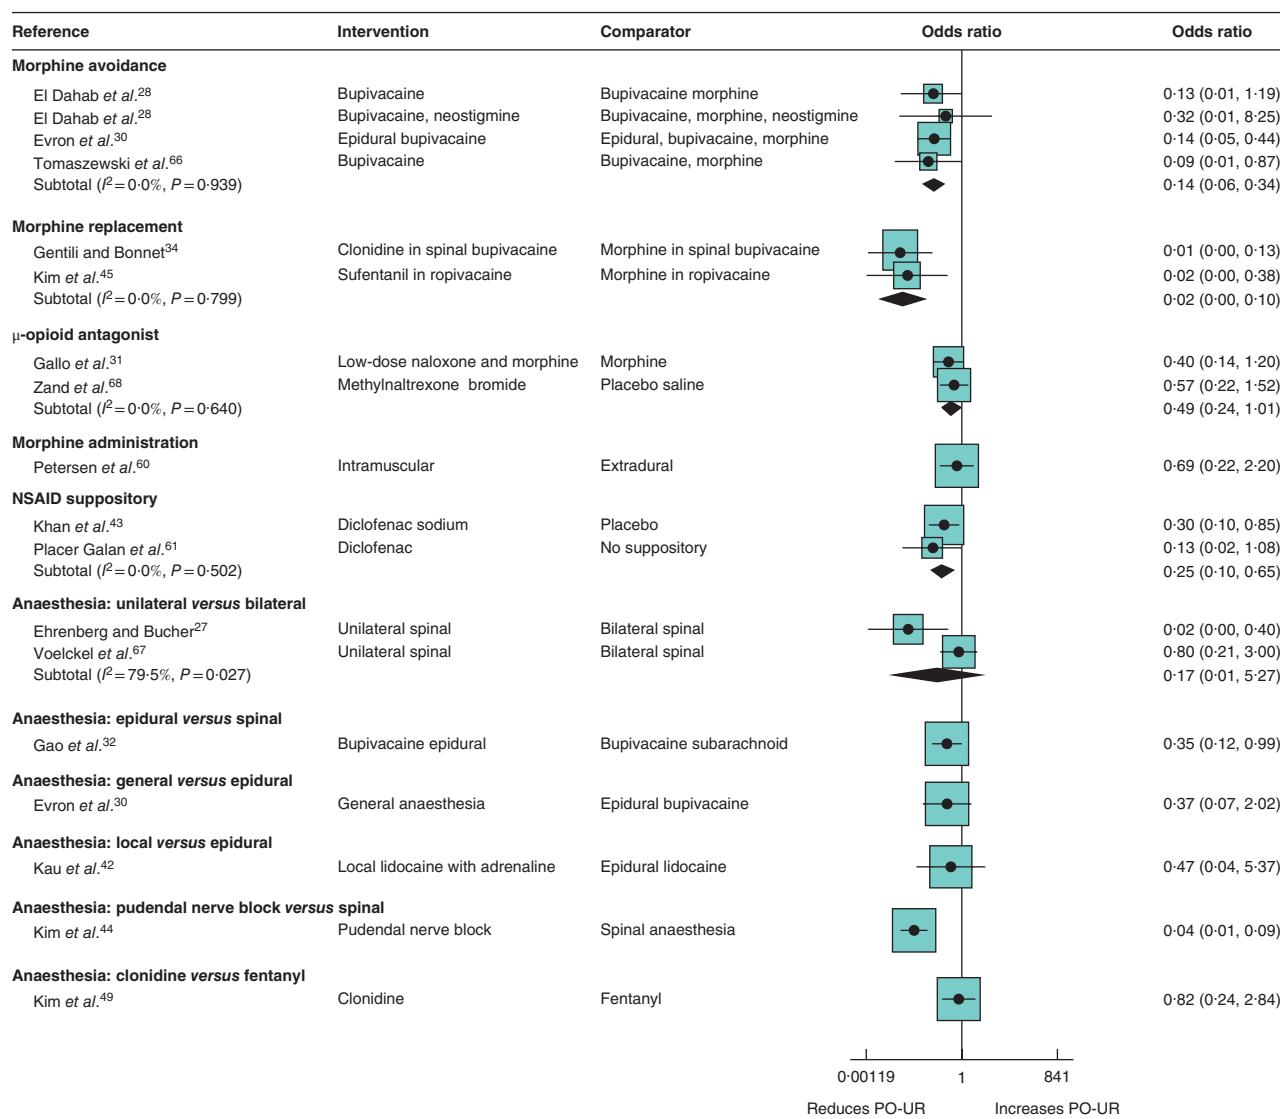 Reference Intervention Comparator Odds ratio Odds ratio
Morphine avoidance
El Dahab et al.28 Bupivacaine Bupivacaine morphine 0·13 (0·01, 1·19)
El Dahab et al.28 Bupivacaine, neostigmine Bupivacaine, morphine, neostigmine 0·32 (0·01, 8·25)
Evron et al.30 Epidural bupivacaine Epidural, bupivacaine, morphine 0·14 (0·05, 0·44)
Tomaszewski et al.66 Bupivacaine Bupivacaine, morphine 0·09 (0·01, 0·87)
Subtotal (I2 = 0·0%, P = 0·939) 0·14 (0·06, 0·34)
Morphine replacement
Gentili and Bonnet34 Clonidine in spinal bupivacaine Morphine in spinal bupivacaine 0·01 (0·00, 0·13)
Kim et al.45 Sufentanil in ropivacaine Morphine in ropivacaine 0·02 (0·00, 0·38)
Subtotal (I2 = 0·0%, P = 0·799) 0·02 (0·00, 0·10)
μ-opioid antagonist
Gallo et al.31 Low-dose naloxone and morphine Morphine 0·40 (0·14, 1·20)
Zand et al.68 Methylnaltrexone bromide Placebo saline 0·57 (0·22, 1·52)
Subtotal (I2 = 0·0%, P = 0·640) 0·49 (0·24, 1·01)
Morphine administration
Petersen et al.60 Intramuscular Extradural 0·69 (0·22, 2·20)
NSAID suppository
Khan et al.43 Diclofenac sodium Placebo 0·30 (0·10, 0·85)
Placer Galan et al.61 Diclofenac No suppository 0·13 (0·02, 1·08)
Subtotal (I2 = 0·0%, P = 0·502) 0·25 (0·10, 0·65)
Anaesthesia: unilateral versus bilateral
Ehrenberg and Bucher27 Unilateral spinal Bilateral spinal 0·02 (0·00, 0·40)
Voelckel et al.67 Unilateral spinal Bilateral spinal 0·80 (0·21, 3·00)
Subtotal (I2 = 79·5%, P = 0·027) 0·17 (0·01, 5·27)
Anaesthesia: epidural versus spinal
Gao et al.32 Bupivacaine epidural Bupivacaine subarachnoid 0·35 (0·12, 0·99)
Anaesthesia: general versus epidural
Evron et al.30 General anaesthesia Epidural bupivacaine 0·37 (0·07, 2·02)
Anaesthesia: local versus epidural
Kau et al.42 Local lidocaine with adrenaline Epidural lidocaine 0·47 (0·04, 5·37)
Anaesthesia: pudendal nerve block versus spinal
Kim et al.44 Pudendal nerve block Spinal anaesthesia 0·04 (0·01, 0·09)
Anaesthesia: clonidine versus fentanyl
Kim et al.49 Clonidine Fentanyl 0·82 (0·24, 2·84)
0·00119 1 841
Reduces PO-UR Increases PO-UR